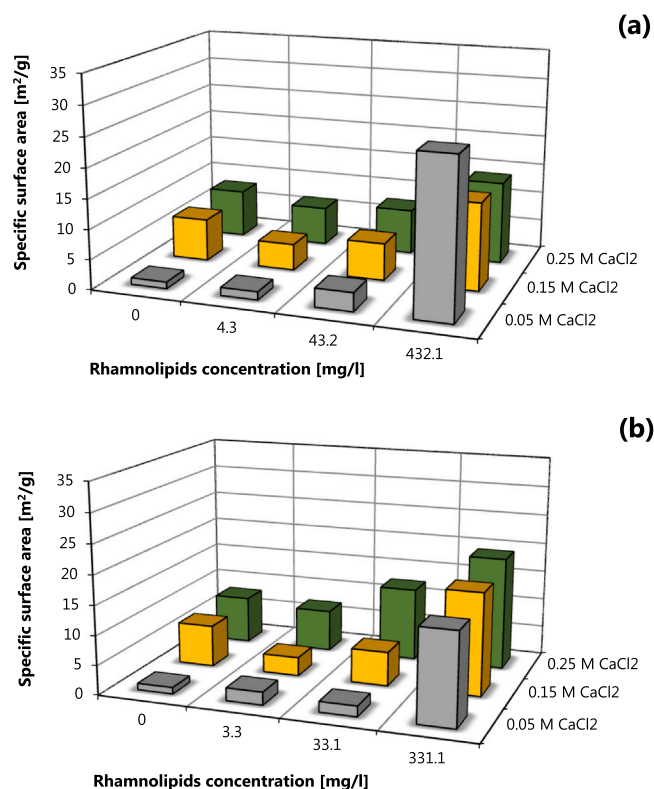 (a)
Specific surface area [m²/g]
35
30
25
20
15
10
5
0
0
4.3
43.2
432.1
0.25 M CaCl2
0.15 M CaCl2
0.05 M CaCl2
Rhamnolipids concentration [mg/l]
(b)
Specific surface area [m²/g]
35
30
25
20
15
10
5
0
0
3.3
33.1
331.1
0.25 M CaCl2
0.15 M CaCl2
0.05 M CaCl2
Rhamnolipids concentration [mg/l]